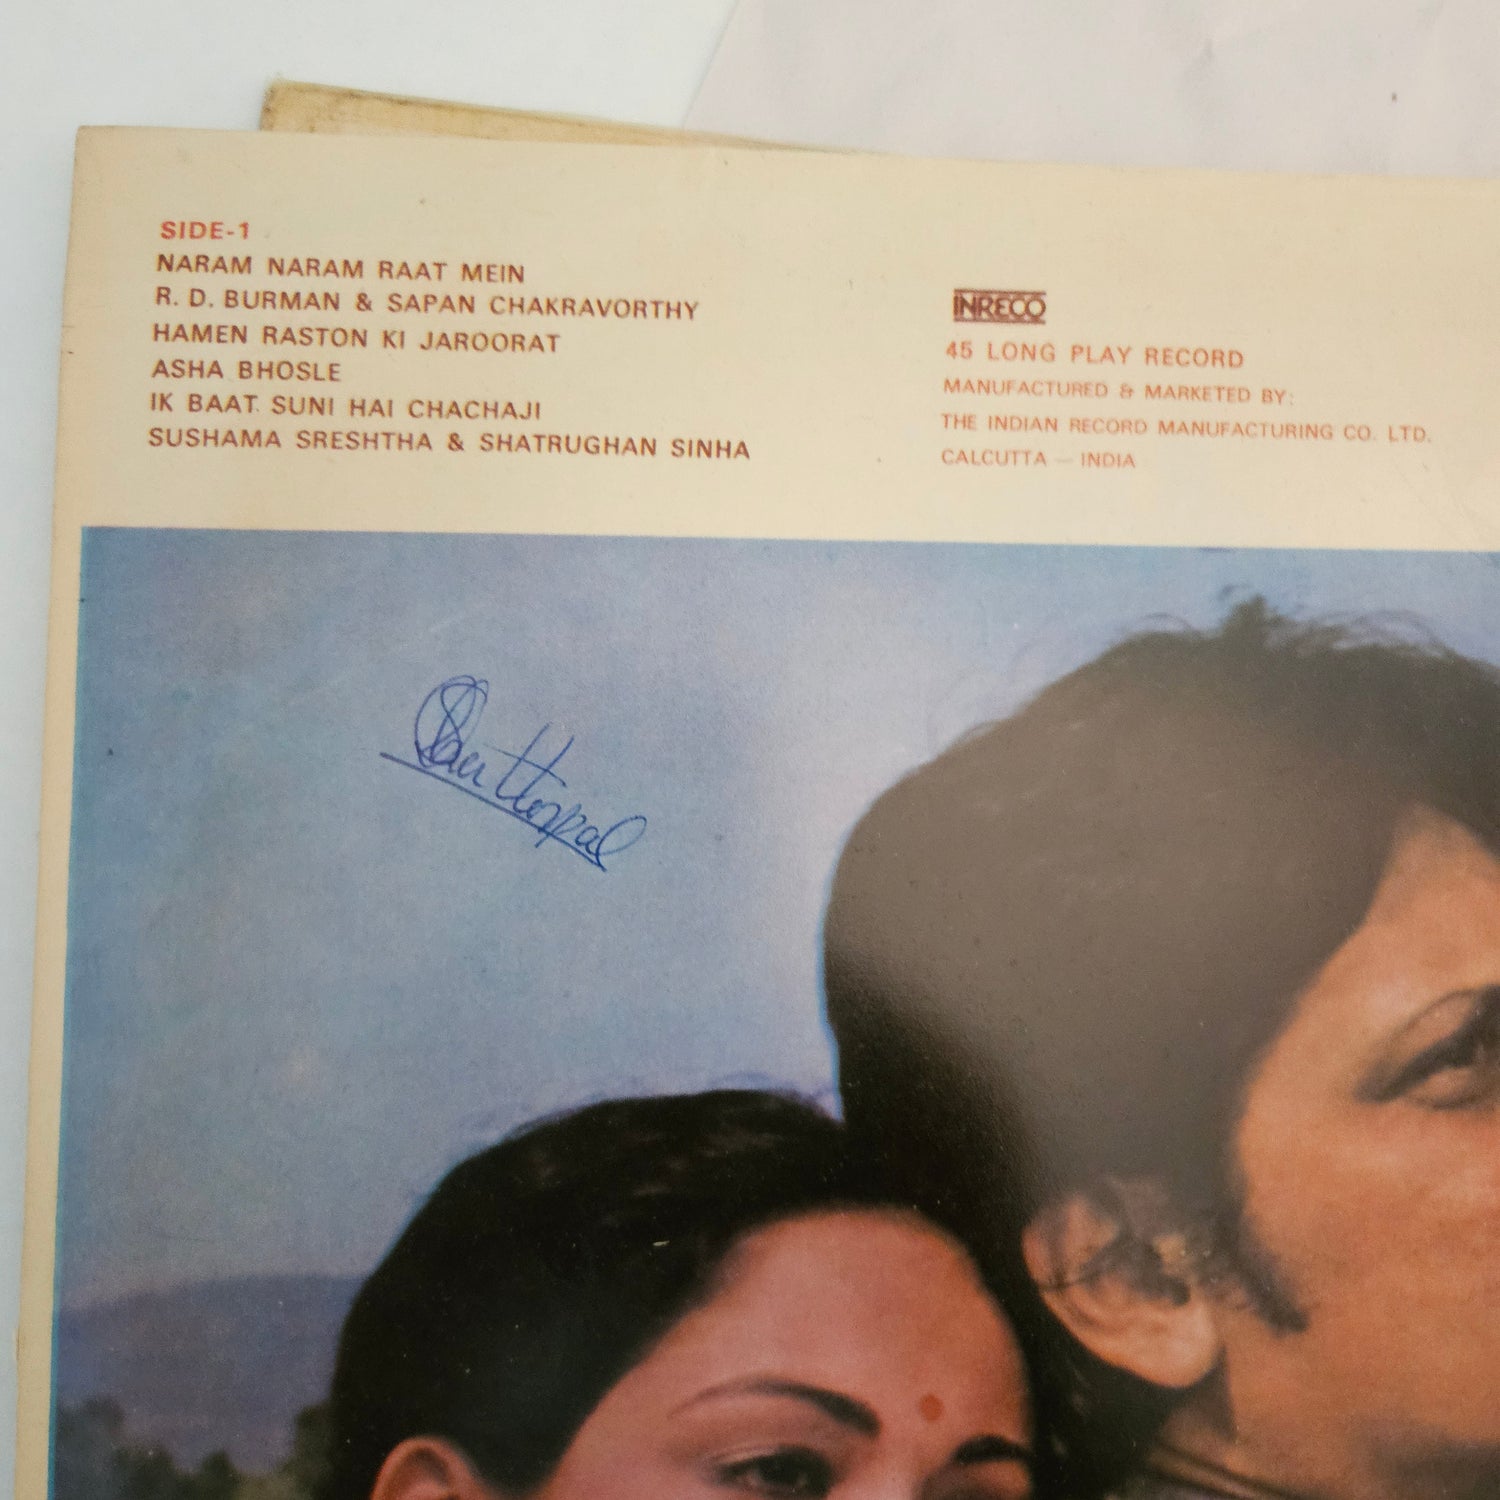 SIDE-1
NARAM NARAM RAAT MEIN
R. D. BURMAN & SAPAN CHAKRAVORTHY
HAMEN RASTON KI JAROORAT
ASHA BHOSLE
IK BAAT SUNI HAI CHACHAJI
SUSHAMA SRESHTHA & SHATRUGHAN SINHA
INRECO
45 LONG PLAY RECORD
MANUFACTURED & MARKETED BY:
THE INDIAN RECORD MANUFACTURING CO. LTD.
CALCUTTA — INDIA